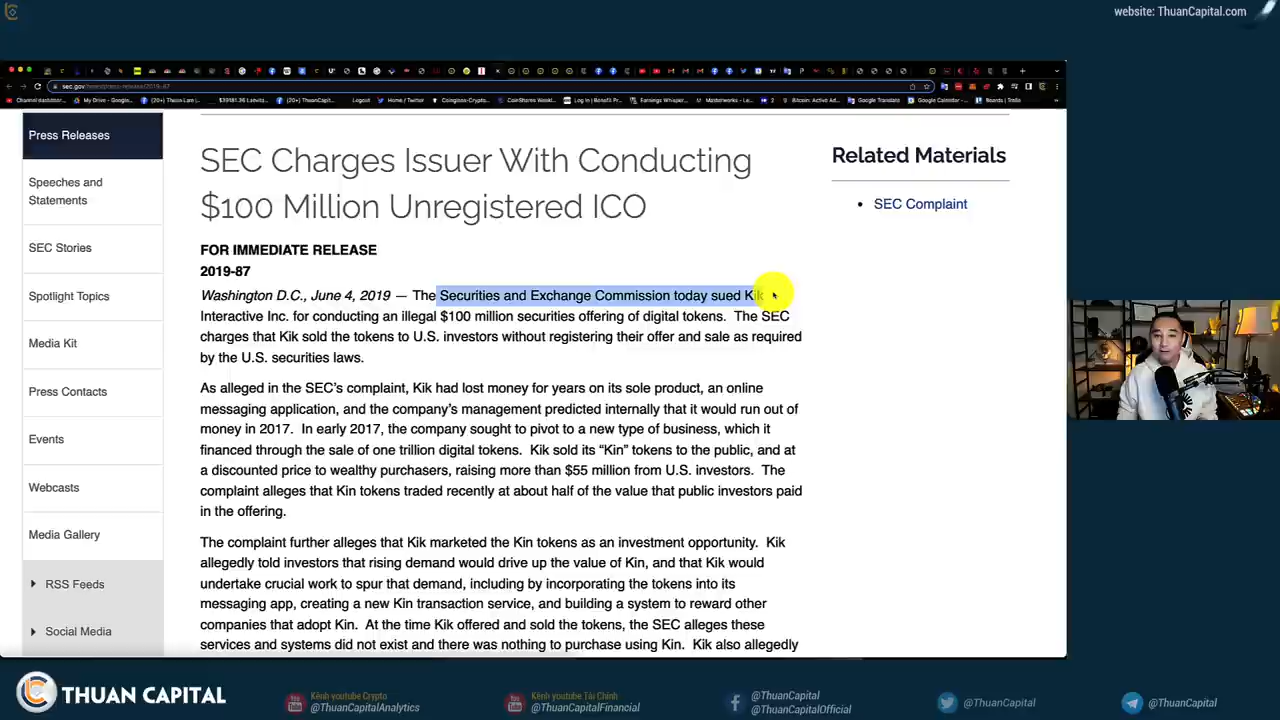 website: ThuanCapital.com
sec.gov/news/press-release/2019-87
Press Releases
Speeches and
Statements
SEC Stories
Spotlight Topics
Media Kit
Press Contacts
Events
Webcasts
Media Gallery
RSS Feeds
Social Media
SEC Charges Issuer With Conducting
$100 Million Unregistered ICO
FOR IMMEDIATE RELEASE
2019-87
Washington D.C., June 4, 2019 — The Securities and Exchange Commission today sued Kik
Interactive Inc. for conducting an illegal $100 million securities offering of digital tokens. The SEC
charges that Kik sold the tokens to U.S. investors without registering their offer and sale as required
by the U.S. securities laws.
As alleged in the SEC's complaint, Kik had lost money for years on its sole product, an online
messaging application, and the company's management predicted internally that it would run out of
money in 2017. In early 2017, the company sought to pivot to a new type of business, which it
financed through the sale of one trillion digital tokens. Kik sold its “Kin” tokens to the public, and at
a discounted price to wealthy purchasers, raising more than $55 million from U.S. investors. The
complaint alleges that Kin tokens traded recently at about half of the value that public investors paid
in the offering.
The complaint further alleges that Kik marketed the Kin tokens as an investment opportunity. Kik
allegedly told investors that rising demand would drive up the value of Kin, and that Kik would
undertake crucial work to spur that demand, including by incorporating the tokens into its
messaging app, creating a new Kin transaction service, and building a system to reward other
companies that adopt Kin. At the time Kik offered and sold the tokens, the SEC alleges these
services and systems did not exist and there was nothing to purchase using Kin. Kik also allegedly
Related Materials
SEC Complaint
THUAN CAPITAL
Kênh youtube Crypto
@ThuanCapitalAnalytics
Kênh youtube Tài Chính
@ThuanCapitalFinancial
@ThuanCapital
@ThuanCapitalOfficial
@ThuanCapital
@ThuanCapital